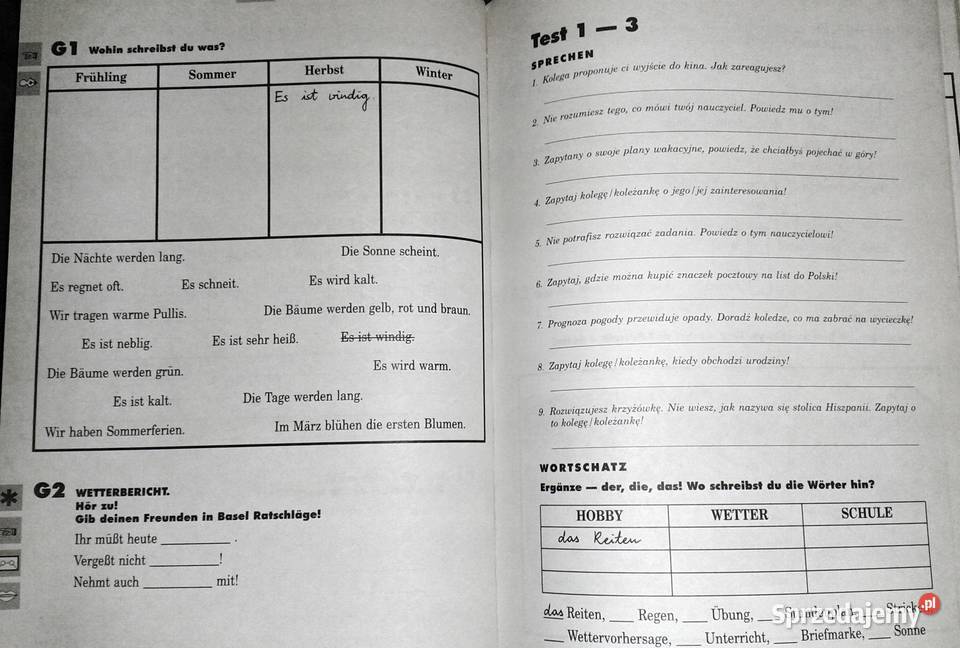 G1 Wohin schreibst du was?
Frühling Sommer Herbst Winter
Es ist windig.
Die Nächte werden lang. Die Sonne scheint.
Es regnet oft. Es schneit. Es wird kalt.
Wir tragen warme Pullis. Die Bäume werden gelb, rot und braun.
Es ist neblig. Es ist sehr heiß. Es ist windig.
Die Bäume werden grün. Es wird warm.
Es ist kalt. Die Tage werden lang.
Wir haben Sommerferien. Im März blühen die ersten Blumen.
G2 WETTERBERICHT.
Hör zu!
Gib deinen Freunden in Basel Ratschläge!
Ihr müßt heute __________ .
Vergeßt nicht __________ !
Nehmt auch __________ mit!
Test 1 — 3
SPRECHEN
1. Kolega proponuje ci wyjście do kina. Jak zareagujesz?
2. Nie rozumiesz tego, co mówi twój nauczyciel. Powiedz mu o tym!
3. Zapytany o swoje plany wakacyjne, powiedz, że chciałbyś pojechać w góry!
4. Zapytaj kolegę/koleżankę o jego/jej zainteresowania!
5. Nie potrafisz rozwiązać zadania. Powiedz o tym nauczycielowi!
6. Zapytaj, gdzie można kupić znaczek pocztowy na list do Polski!
7. Prognoza pogody przewiduje opady. Doradź koledze, co ma zabrać na wycieczkę!
8. Zapytaj kolegę/koleżankę, kiedy obchodzi urodziny!
9. Rozwiązujesz krzyżówkę. Nie wiesz, jak nazywa się stolica Hiszpanii. Zapytaj o
to kolegę/koleżankę!
WORTSCHATZ
Ergänze — der, die, das! Wo schreibst du die Wörter hin?
HOBBY WETTER SCHULE
das Reiten
das Reiten, ___ Regen, ___ Übung, ___
___ Wettervorhersage, ___ Unterricht, ___ Briefmarke, ___ Sonne
Sprzedajemy.pl